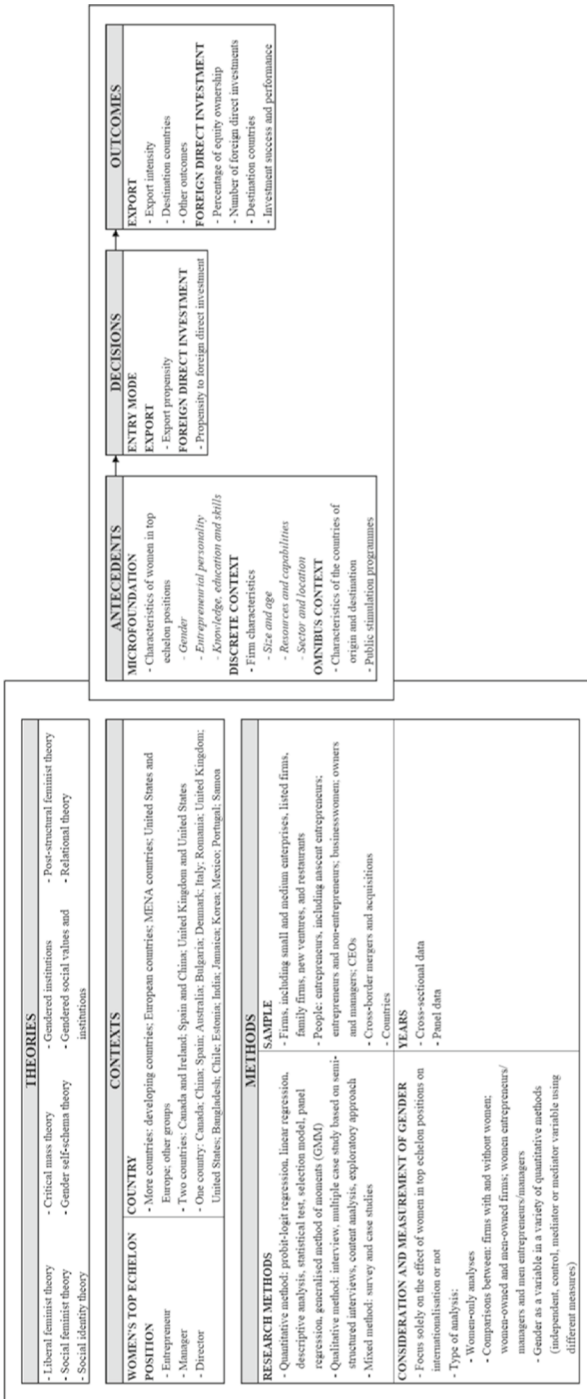 THEORIES
- Liberal feminist theory
- Social feminist theory
- Social identity theory
- Critical mass theory
- Gender self-schema theory
- Gendered institutions
- Gendered social values and
institutions
- Post-structural feminist theory
- Relational theory
CONTEXTS
WOMEN'S TOP ECHELON
POSITION
- Entrepreneur
- Manager
- Director
COUNTRY
- More countries: developing countries; European countries; MENA countries; United States and
Europe; other groups
- Two countries: Canada and Ireland; Spain and China; United Kingdom and United States
- One country: Canada; China; Spain; Australia; Bulgaria; Denmark; Italy; Romania; United Kingdom;
United States; Bangladesh; Chile; Estonia; India; Jamaica; Korea; Mexico; Portugal; Samoa
METHODS
RESEARCH METHODS
- Quantitative method: probit-logit regression, linear regression,
descriptive analysis, statistical test, selection model, panel
regression, generalised method of moments (GMM)
- Qualitative method: interview, multiple case study based on semi-
structured interviews, content analysis, exploratory approach
- Mixed method: survey and case studies
SAMPLE
- Firms, including small and medium enterprises, listed firms,
family firms, new ventures, and restaurants
- People: entrepreneurs, including nascent entrepreneurs;
entrepreneurs and non-entrepreneurs; businesswomen; owners
and managers; CEOs
- Cross-border mergers and acquisitions
- Countries
CONSIDERATION AND MEASUREMENT OF GENDER
- Focus solely on the effect of women in top echelon positions on
internationalisation or not
- Type of analysis:
- Women-only analyses
- Comparisons between: firms with and without women;
women-owned and men-owned firms; women entrepreneurs/
managers and men entrepreneurs/managers
- Gender as a variable in a variety of quantitative methods
(independent, control, mediator or mediator variable using
different measures)
YEARS
- Cross-sectional data
- Panel data
ANTECEDENTS
MICROFOUNDATION
- Characteristics of women in top
echelon positions
- Gender
- Entrepreneurial personality
- Knowledge, education and skills
DISCRETE CONTEXT
- Firm characteristics
- Size and age
- Resources and capabilities
- Sector and location
OMNIBUS CONTEXT
- Characteristics of the countries of
origin and destination
- Public stimulation programmes
DECISIONS
ENTRY MODE
EXPORT
- Export propensity
FOREIGN DIRECT INVESTMENT
- Propensity to foreign direct investment
OUTCOMES
EXPORT
- Export intensity
- Destination countries
- Other outcomes
FOREIGN DIRECT INVESTMENT
- Percentage of equity ownership
- Number of foreign direct investments
- Destination countries
- Investment success and performance